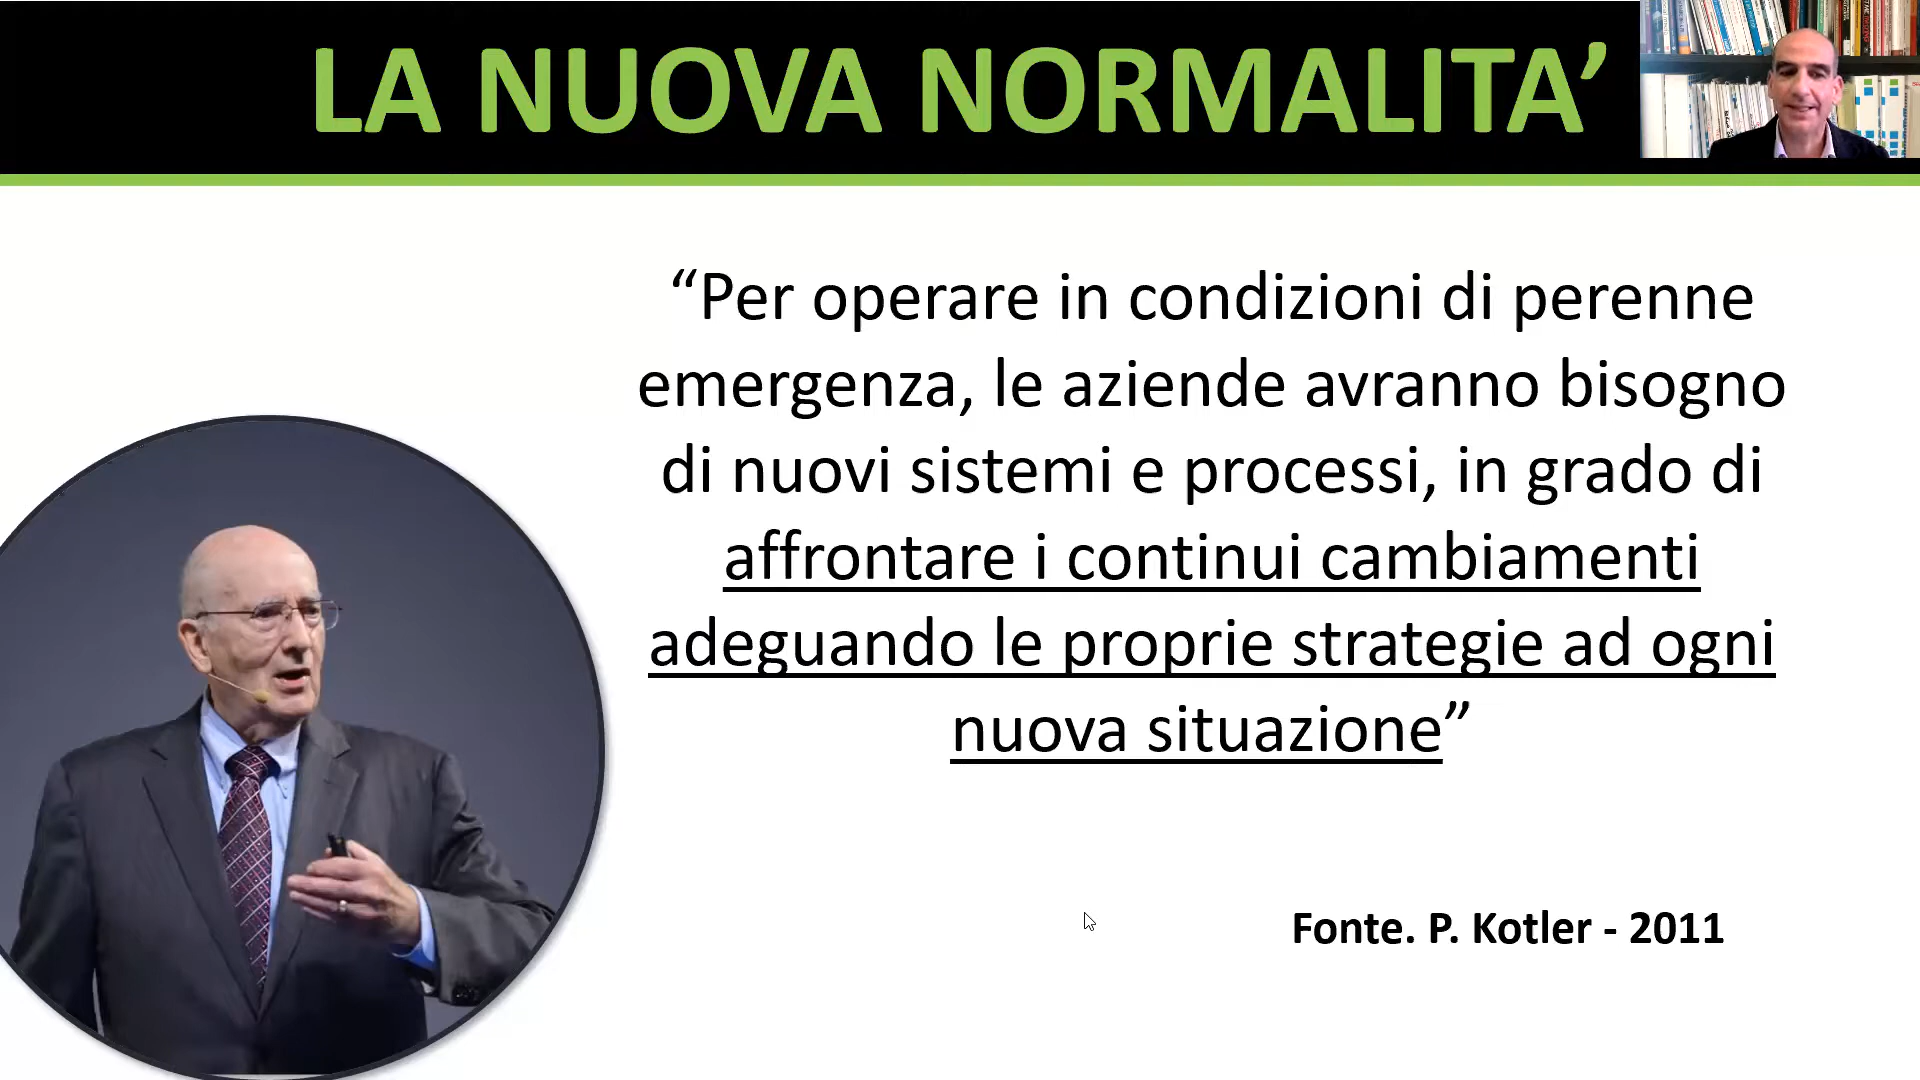 LA NUOVA NORMALITA’
“Per operare in condizioni di perenne
emergenza, le aziende avranno bisogno
di nuovi sistemi e processi, in grado di
affrontare i continui cambiamenti
adeguando le proprie strategie ad ogni
nuova situazione”
Fonte. P. Kotler - 2011